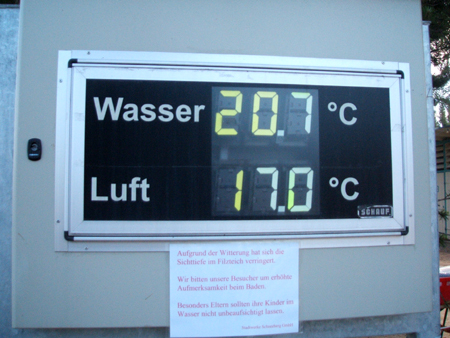 Wasser 20.7 °C
Luft 17.0 °C
SCHAUF
Aufgrund der Witterung hat sich die
Sichttiefe im Filzteich verringert.
Wir bitten unsere Besucher um erhöhte
Aufmerksamkeit beim Baden.
Besonders Eltern sollten ihre Kinder im
Wasser nicht unbeaufsichtigt lassen.